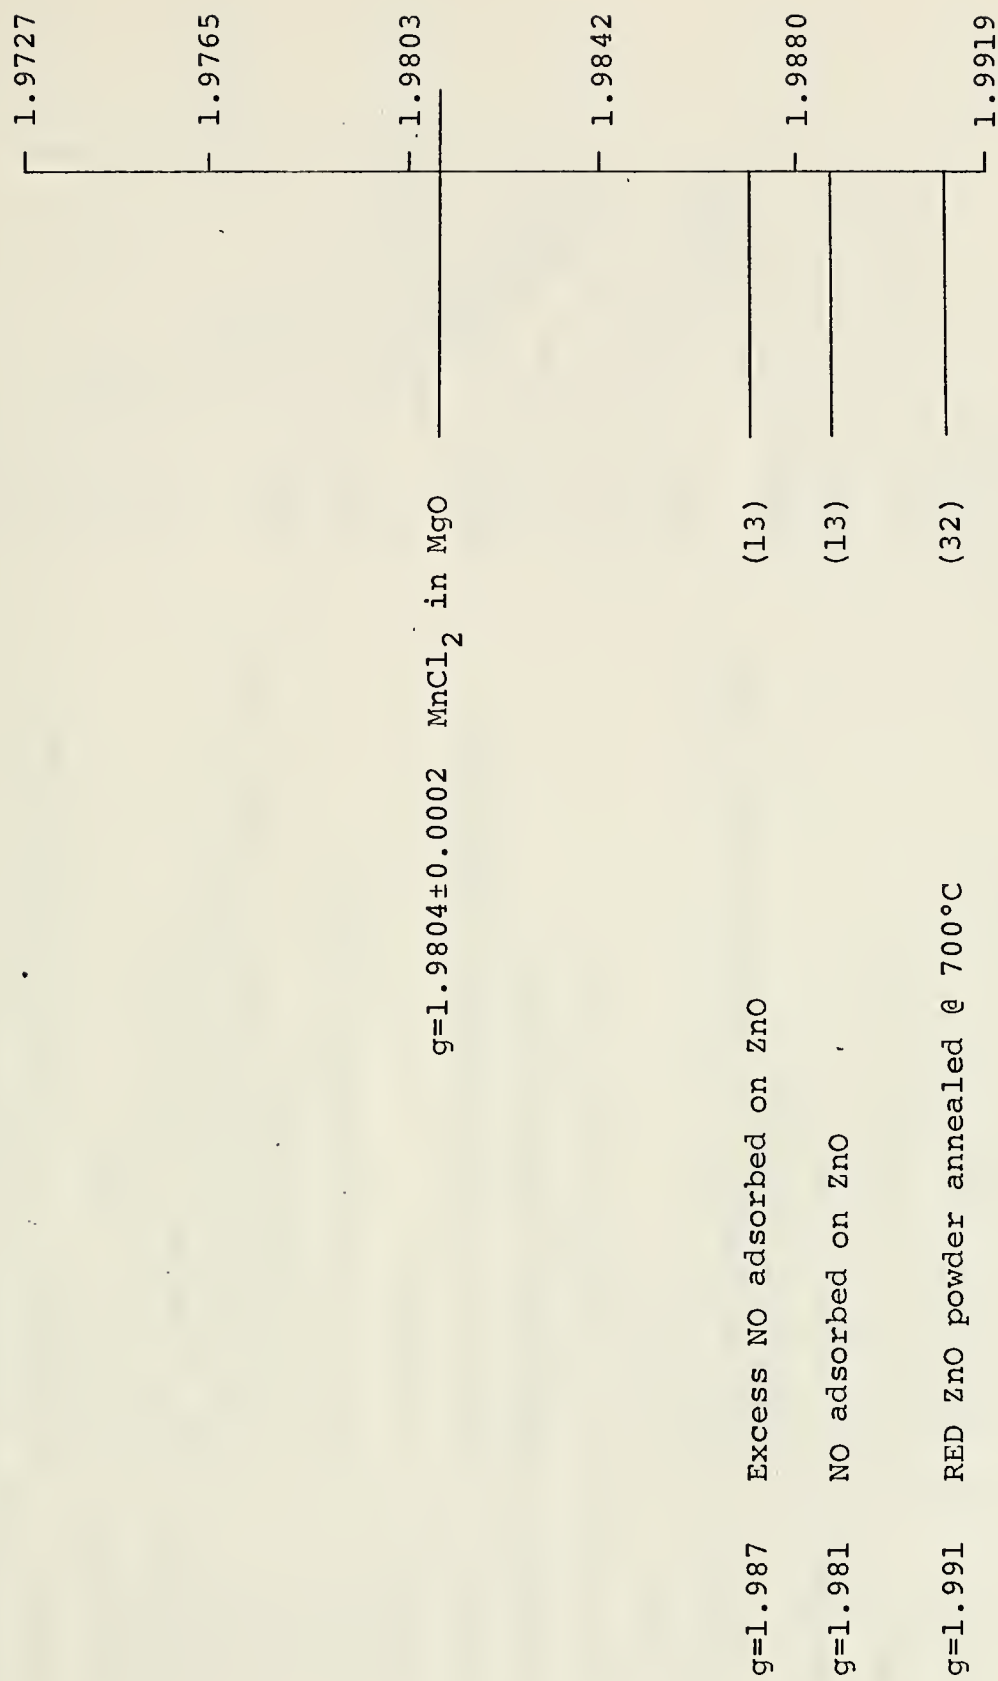 1.9727
1.9765
1.9803
g=1.9804±0.0002 MnCl₂ in MgO
1.9842
g=1.987 Excess NO adsorbed on ZnO (13)
1.9880
g=1.981 NO adsorbed on ZnO (13)
g=1.991 RED ZnO powder annealed @ 700°C (32)
1.9919